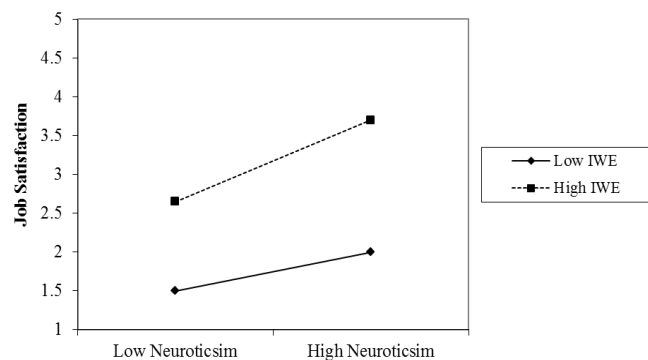 5
4.5
4
3.5
3
2.5
2
1.5
1
Job Satisfaction
Low Neuroticsim
High Neuroticsim
Low IWE
High IWE